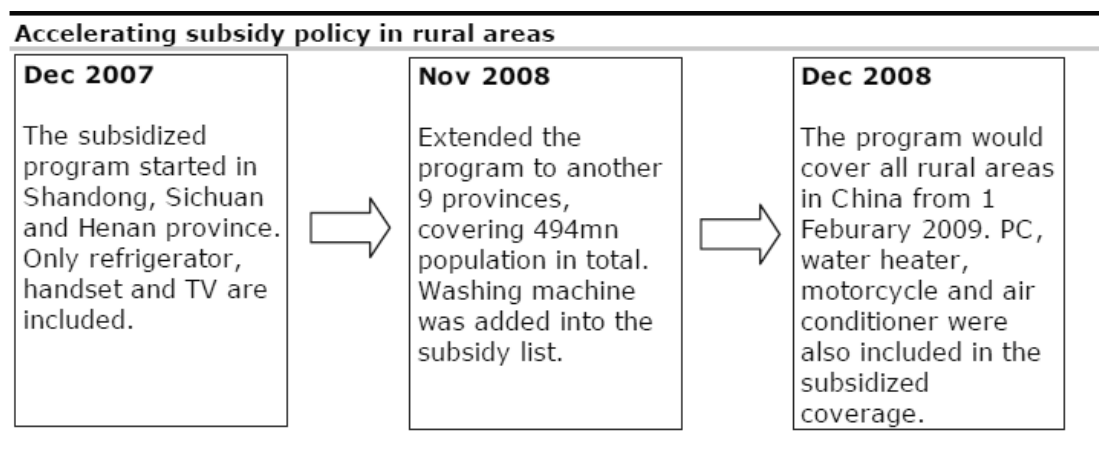 Accelerating subsidy policy in rural areas
Dec 2007
The subsidized
program started in
Shandong, Sichuan
and Henan province.
Only refrigerator,
handset and TV are
included.
Nov 2008
Extended the
program to another
9 provinces,
covering 494mn
population in total.
Washing machine
was added into the
subsidy list.
Dec 2008
The program would
cover all rural areas
in China from 1
Feburary 2009. PC,
water heater,
motorcycle and air
conditioner were
also included in the
subsidized
coverage.